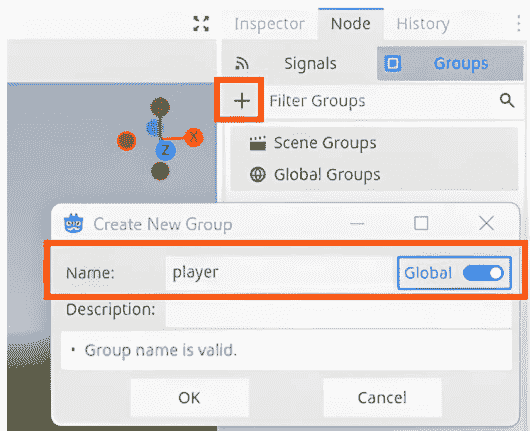 Inspector Node History
Signals Groups
Filter Groups
Scene Groups
Global Groups
X
Z
Create New Group
Name: player Global
Description:
• Group name is valid.
OK Cancel